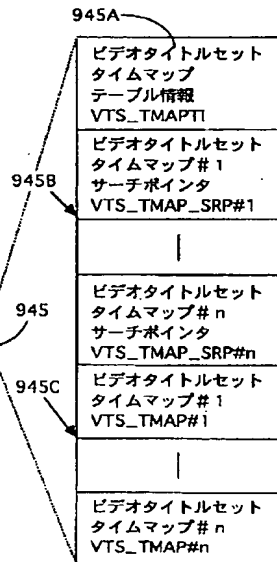 945A
ビデオタイトルセット
タイムマップ
テーブル情報
VTS_TMAPTI
ビデオタイトルセット
タイムマップ#1
サーチポインタ
VTS_TMAP_SRP#1
945B
ビデオタイトルセット
タイムマップ#n
サーチポインタ
VTS_TMAP_SRP#n
945
945C
ビデオタイトルセット
タイムマップ#1
VTS_TMAP#1
ビデオタイトルセット
タイムマップ#n
VTS_TMAP#n